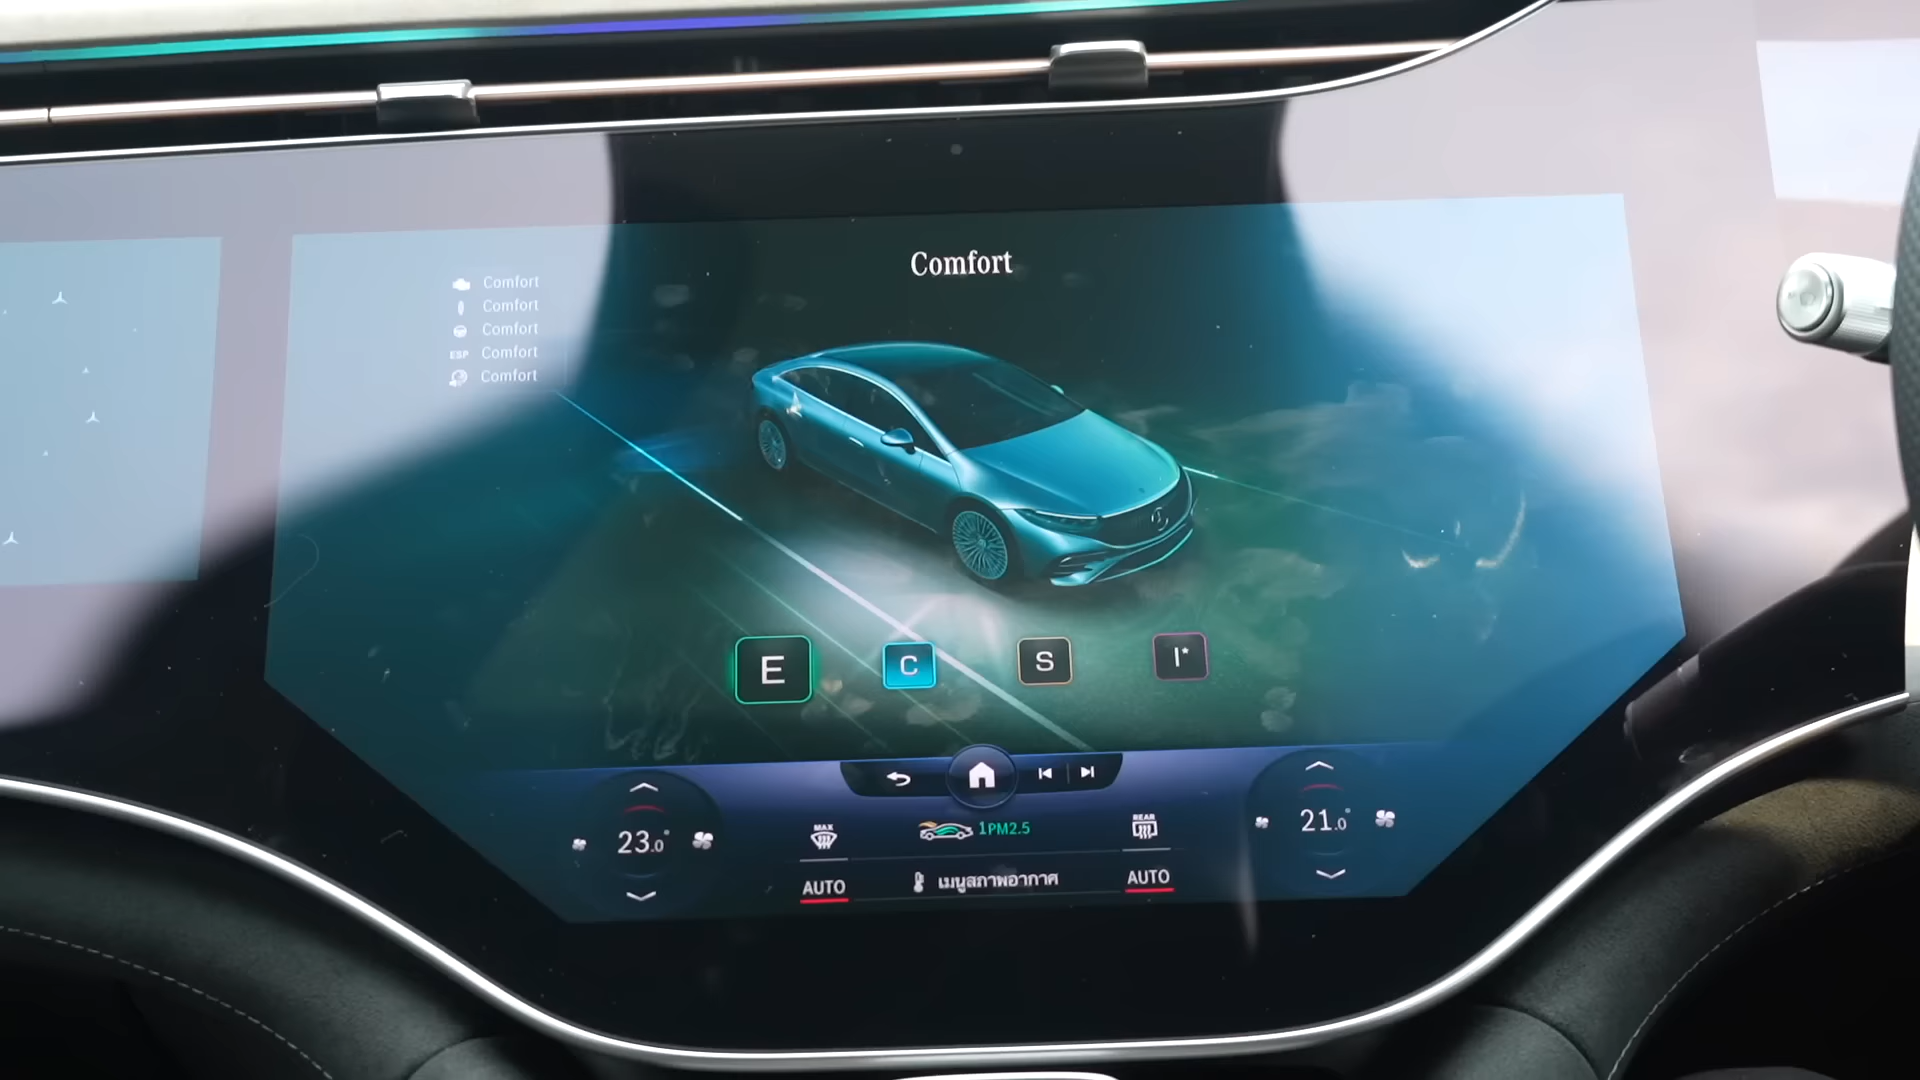 Comfort
Comfort
Comfort
Comfort
ESP Comfort
Comfort
E
C
S
I*
23.0°
MAX
1PM2.5
REAR
21.0°
AUTO
เมนูสภาพอากาศ
AUTO